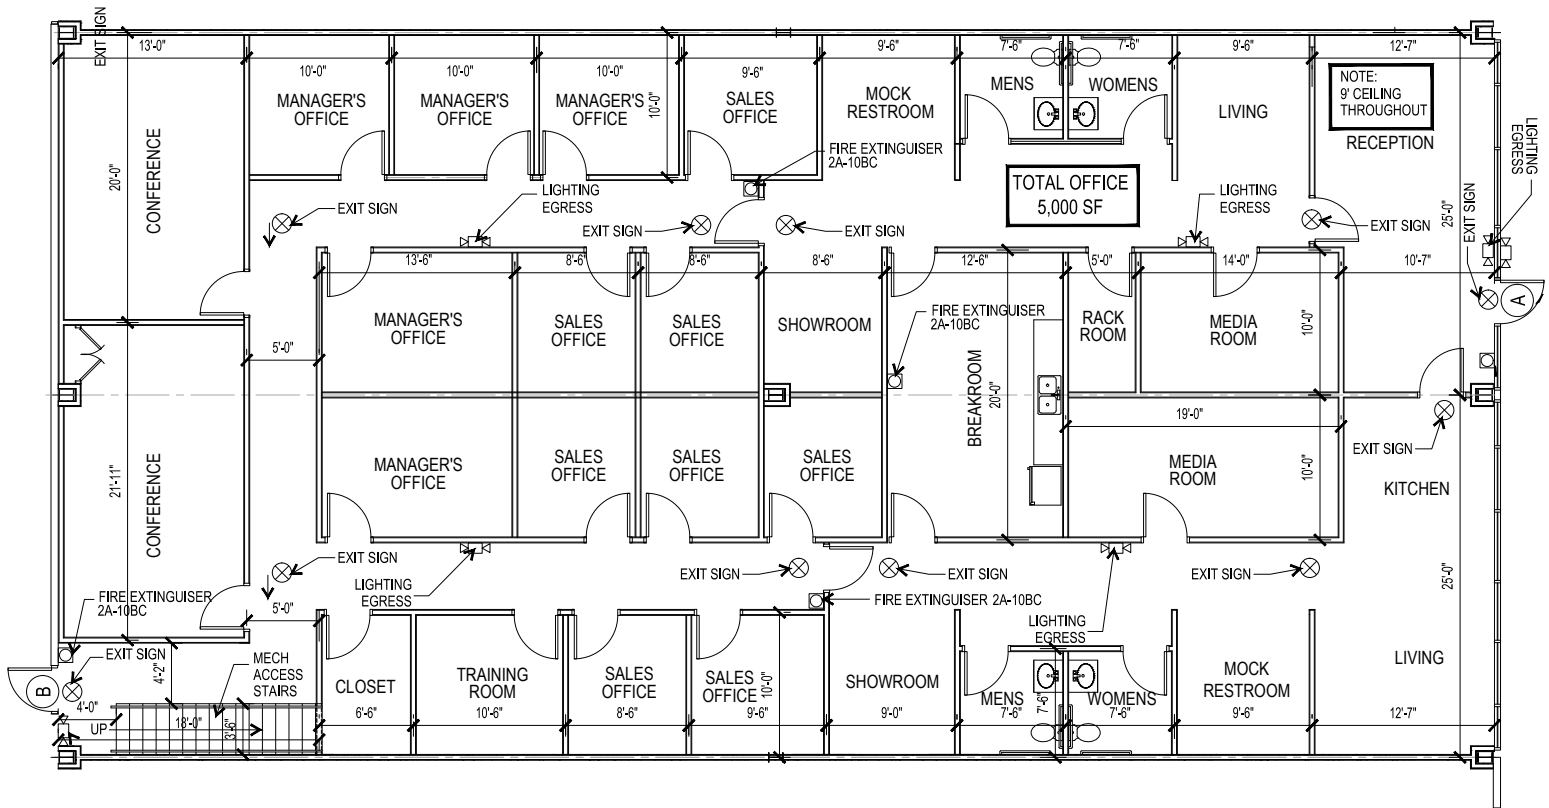 EXIT SIGN
13'-0"
9'-6"
7'-6"
7'-6"
9'-6"
12'-7"
10'-0"
10'-0"
10'-0"
9'-6"
NOTE:
9' CEILING
THROUGHOUT
MANAGER'S
OFFICE
MANAGER'S
OFFICE
MANAGER'S
OFFICE
10'-0"
SALES
OFFICE
MOCK
RESTROOM
MENS
WOMENS
LIVING
RECEPTION
LIGHTING
EGRESS
CONFERENCE
20'-0"
FIRE EXTINGUISER
2A-10BC
TOTAL OFFICE
5,000 SF
LIGHTING
EGRESS
LIGHTING
EGRESS
EXIT SIGN
EXIT SIGN
EXIT SIGN
EXIT SIGN
25'-0"
EXIT SIGN
13'-6"
8'-6"
8'-6"
8'-6"
12'-6"
5'-0"
14'-0"
10'-7"
A
MANAGER'S
OFFICE
SALES
OFFICE
SALES
OFFICE
SHOWROOM
FIRE EXTINGUISER
2A-10BC
RACK
ROOM
MEDIA
ROOM
10'-0"
5'-0"
BREAKROOM
20'-0"
19'-0"
CONFERENCE
21'-11"
MANAGER'S
OFFICE
SALES
OFFICE
SALES
OFFICE
SALES
OFFICE
MEDIA
ROOM
10'-0"
EXIT SIGN
KITCHEN
EXIT SIGN
LIGHTING
EGRESS
EXIT SIGN
EXIT SIGN
EXIT SIGN
25'-0"
FIRE EXTINGUISER
2A-10BC
5'-0"
FIRE EXTINGUISER 2A-10BC
LIGHTING
EGRESS
EXIT SIGN
4'-2"
MECH
ACCESS
STAIRS
B
4'-0"
UP
18'-0"
3'-6"
CLOSET
TRAINING
ROOM
SALES
OFFICE
SALES
OFFICE
10'-0"
SHOWROOM
MENS
7'-6"
WOMENS
MOCK
RESTROOM
LIVING
6'-6"
10'-6"
8'-6"
9'-6"
9'-0"
7'-6"
7'-6"
9'-6"
12'-7"